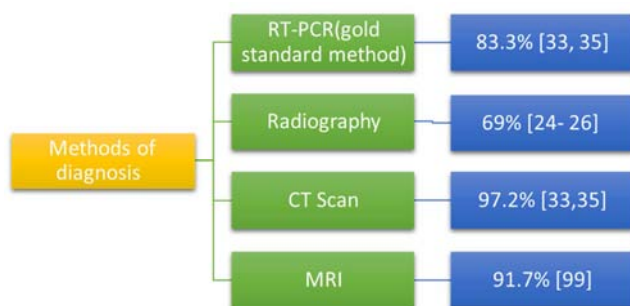 Methods of
diagnosis
RT-PCR(gold
standard method)
83.3% [33, 35]
Radiography
69% [24- 26]
CT Scan
97.2% [33,35]
MRI
91.7% [99]